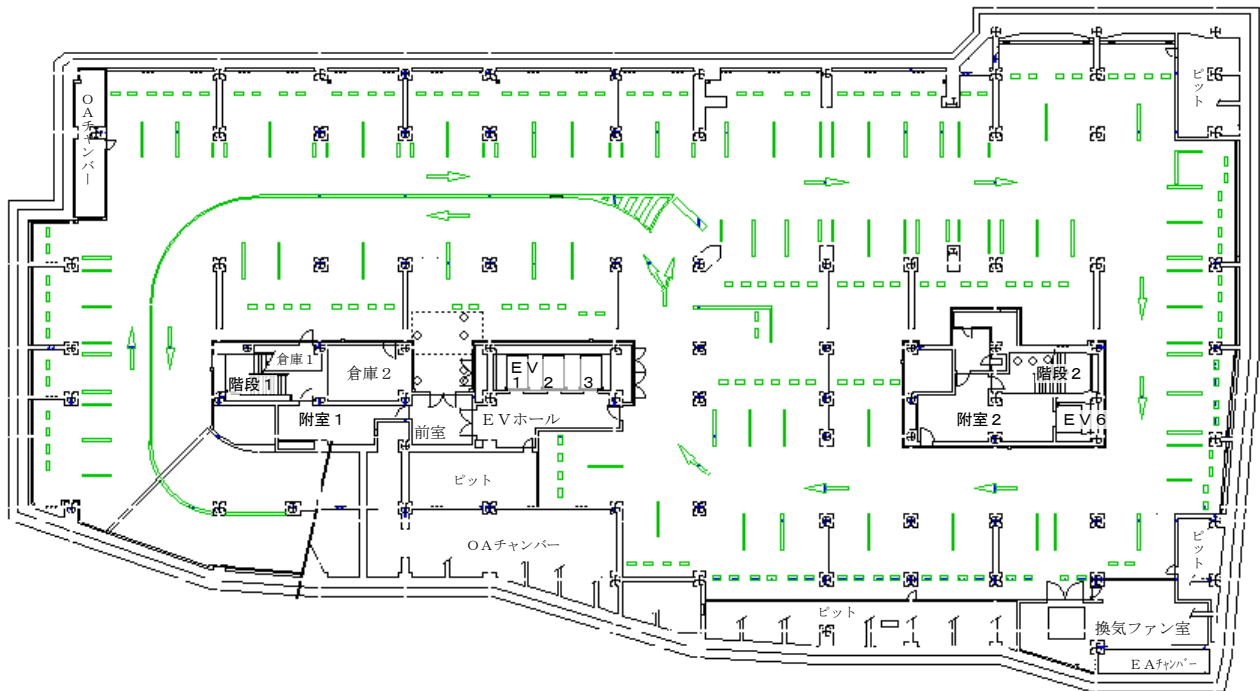 ピット
OAチャンバー
倉庫1
EV
階段1
倉庫2
1 2 3
階段2
附室1
EVホール
附室2
EV6
前室
ピット
OAチャンバー
ピット
ピット
換気ファン室
EAチャンバー